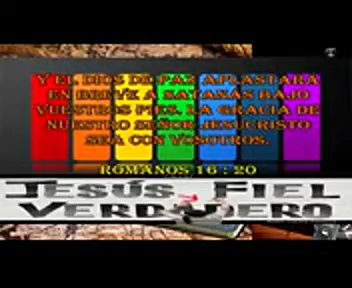 Y EL DIOS DE PAZ APLASTARÁ
EN BREVE A SATANÁS BAJO
VUESTROS PIES. LA GRACIA DE
NUESTRO SEÑOR JESUCRISTO
SEA CON VOSOTROS.
ROMANOS 16 : 20
JESÚS FIEL
VERDADERO